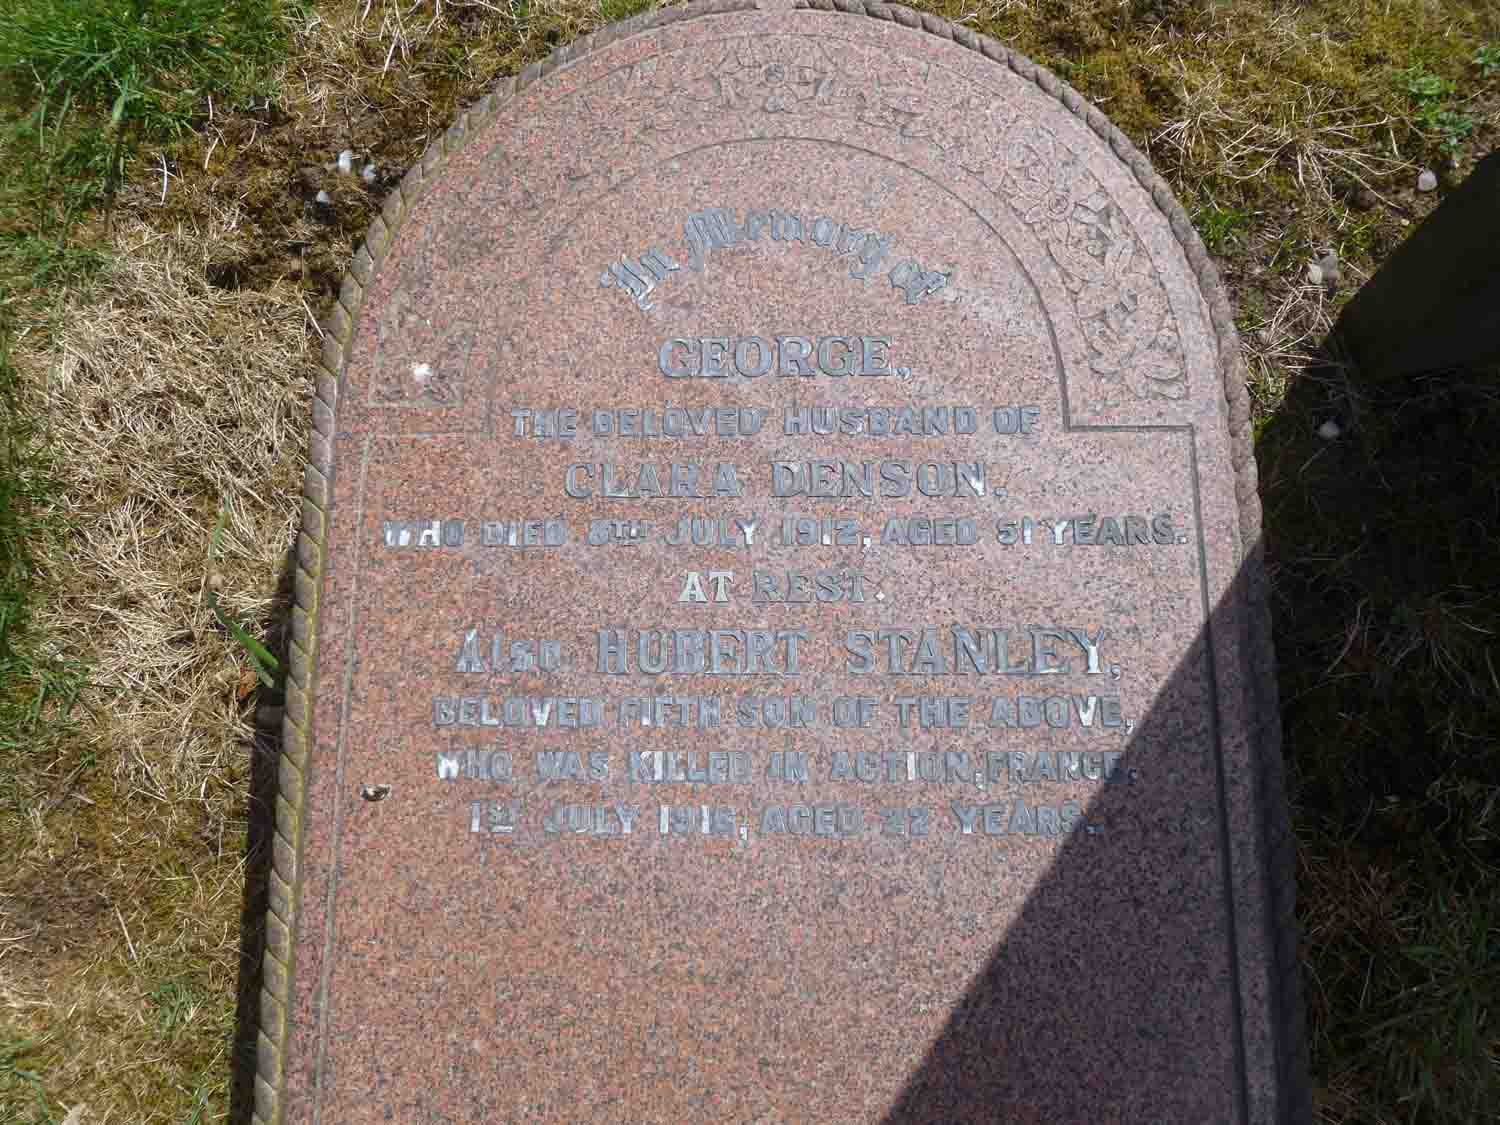 In Memory of
GEORGE,
THE BELOVED HUSBAND OF
CLARA DENSON,
WHO DIED 8TH JULY 1912, AGED 51 YEARS.
AT REST.
Also HUBERT STANLEY,
BELOVED FIFTH SON OF THE ABOVE,
WHO WAS KILLED IN ACTION, FRANCE.
1ST JULY 1916, AGED 22 YEARS.